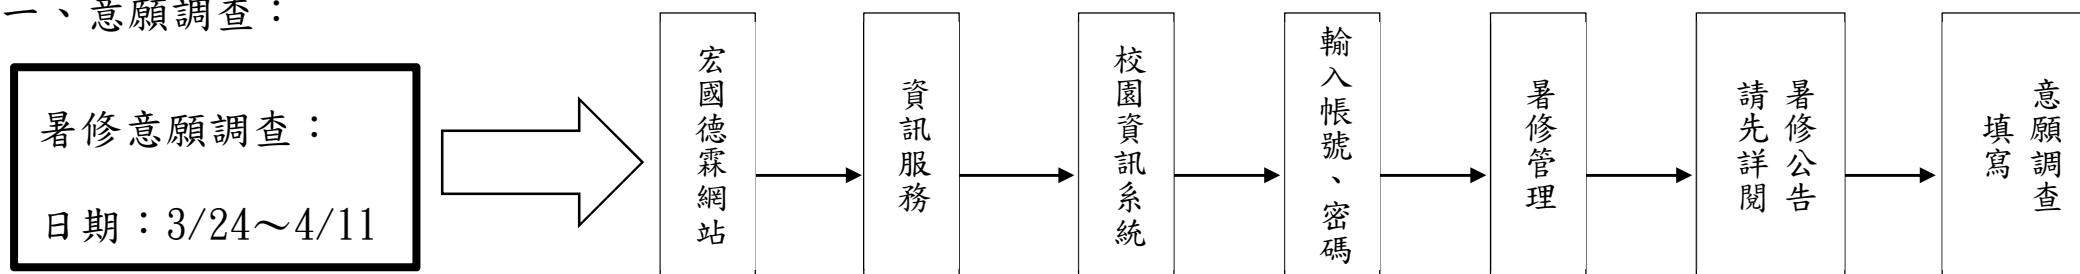 一、意願調查：
暑修意願調查：
日期：3/24～4/11
宏國德霖網站
資訊服務
校園資訊系統
輸入帳號、密碼
暑修管理
暑修公告
請先詳閱
意願調查
填寫